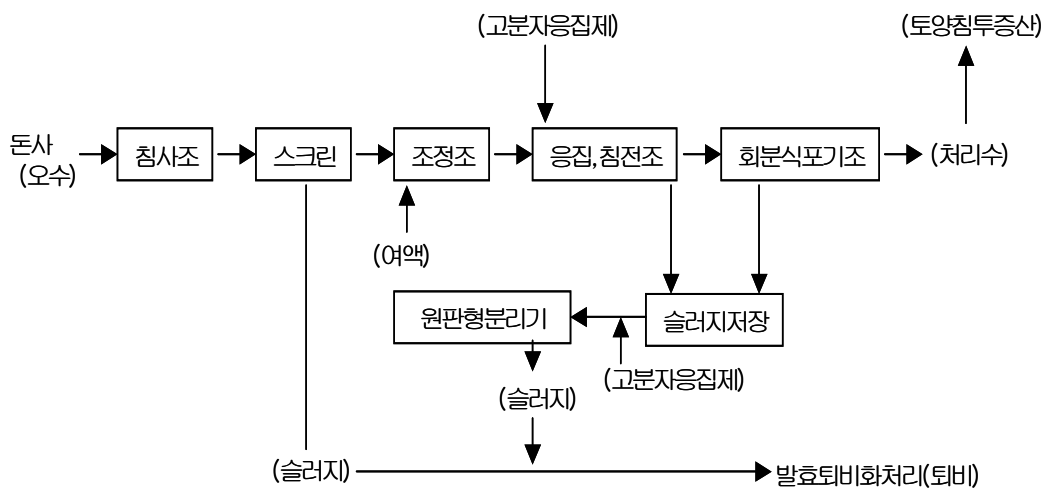 (고분자응집제)
(토양침투증산)
돈사
(오수)
침사조
스크린
조정조
응집,침전조
회분식포기조
(처리수)
(여액)
원판형분리기
슬러지저장
(고분자응집제)
(슬러지)
(슬러지)
발효퇴비화처리(퇴비)